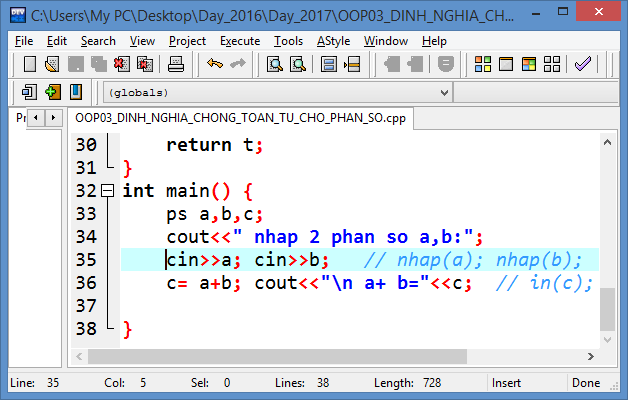 C:\Users\My PC\Desktop\Day_2016\Day_2017\OOP03_DINH_NGHIA_CH...
File Edit Search View Project Execute Tools AStyle Window Help
(globals)
Pr
OOP03_DINH_NGHIA_CHONG_TOAN_TU_CHO_PHAN_SO.cpp
30 return t;
31 }
32 int main() {
33 ps a,b,c;
34 cout<<" nhap 2 phan so a,b:";
35 cin>>a; cin>>b; // nhap(a); nhap(b);
36 c= a+b; cout<<"\n a+ b="<<c; // in(c);
37
38 }
Line: 35 Col: 5 Sel: 0 Lines: 38 Length: 728 Insert Done